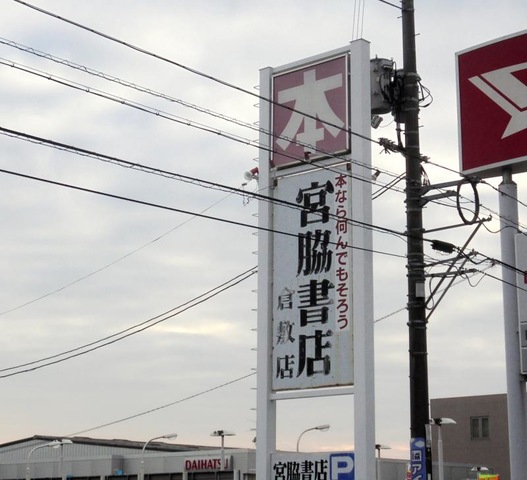 本
本なら何んでもそろう
宮脇書店
倉敷店
DAIHATSU
宮脇書店 P